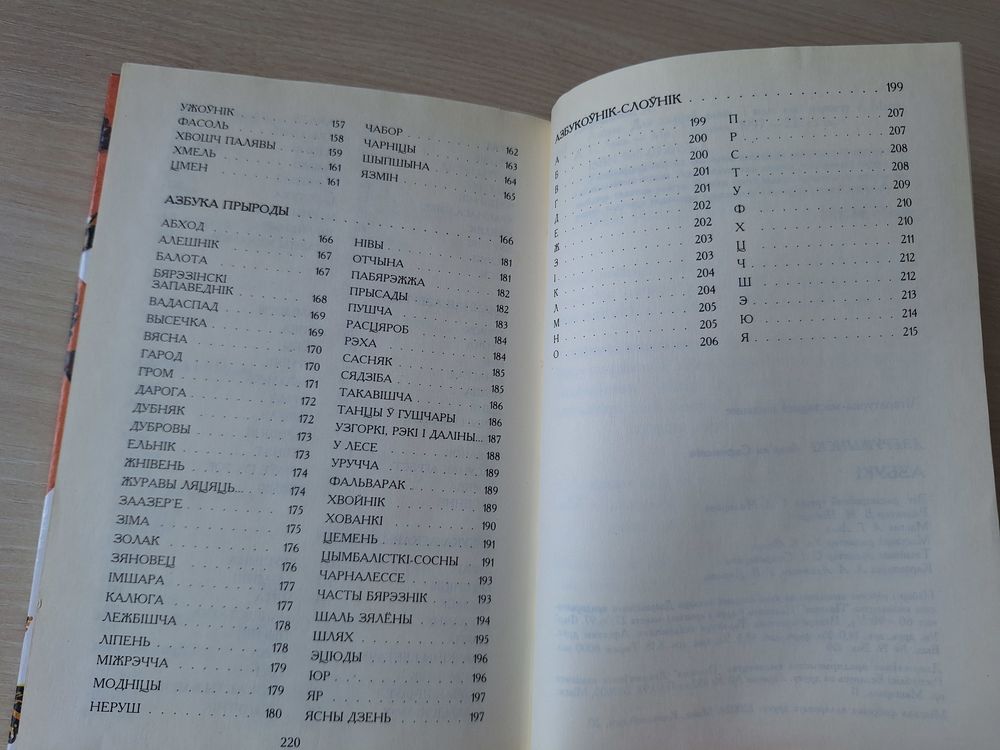 УЖОЎНІК . . . . . . . . . 157
ФАСОЛЬ . . . . . . . . . 158
ХВОШЧ ПАЛЯВЫ . . . . 159
ХМЕЛЬ . . . . . . . . . . 161
ЦМЕН . . . . . . . . . . . 161
ЧАБОР . . . . . . . . . . 162
ЧАРНІЦЫ . . . . . . . . . 163
ШЫПШЫНА . . . . . . . . 164
ЯЗМІН . . . . . . . . . . 165
АЗБУКА ПРЫРОДЫ . . . . . . . . . . . . . . 166
АБХОД . . . . . . . . . . 166
АЛЕШНІК . . . . . . . . . 167
БАЛОТА . . . . . . . . . . 167
БЯРЭЗІНСКІ
ЗАПАВЕДНІК . . . . . . . 168
ВАДАСПАД . . . . . . . . 169
ВЫСЕЧКА . . . . . . . . . 169
ВЯСНА . . . . . . . . . . 170
ГАРОД . . . . . . . . . . 170
ГРОМ . . . . . . . . . . . 171
ДАРОГА . . . . . . . . . . 172
ДУБНЯК . . . . . . . . . . 172
ДУБРОВЫ . . . . . . . . . 173
ЕЛЬНІК . . . . . . . . . . 173
ЖНІВЕНЬ . . . . . . . . . 174
ЖУРАВЫ ЛЯЦЯЦЬ... . . . 174
ЗААЗЕР'Е . . . . . . . . . 175
ЗІМА . . . . . . . . . . . 175
ЗОЛАК . . . . . . . . . . 176
ЗЯНОВЕЦ . . . . . . . . . 176
ІМШАРА . . . . . . . . . . 177
КАЛЮГА . . . . . . . . . . 177
ЛЕЖБІШЧА . . . . . . . . 178
ЛІПЕНЬ . . . . . . . . . . 178
МІЖРЭЧЧА . . . . . . . . 179
МОДНІЦЫ . . . . . . . . . 179
НЕРУШ . . . . . . . . . . 180
НІВЫ . . . . . . . . . . . 181
ОТЧЫНА . . . . . . . . . 181
ПАБЯРЭЖЖА . . . . . . . 182
ПРЫСАДЫ . . . . . . . . 182
ПУШЧА . . . . . . . . . . 183
РАСЦЯРОБ . . . . . . . . 184
РЭХА . . . . . . . . . . . 184
САСНЯК . . . . . . . . . 185
СЯДЗІБА . . . . . . . . . 185
ТАКАВІШЧА . . . . . . . . 186
ТАНЦЫ Ў ГУШЧАРЫ . . . 186
УЗГОРКІ, РЭКІ І ДАЛІНЫ... 187
У ЛЕСЕ . . . . . . . . . . 188
УРУЧЧА . . . . . . . . . . 189
ФАЛЬВАРАК . . . . . . . . 189
ХВОЙНІК . . . . . . . . . 189
ХОВАНКІ . . . . . . . . . 190
ЦЕМЕНЬ . . . . . . . . . 191
ЦЫМБАЛІСТКІ-СОСНЫ . . 191
ЧАРНАЛЕССЕ . . . . . . . 193
ЧАСТЫ БЯРЭЗНІК . . . . . 193
ШАЛЬ ЗЯЛЁНЫ . . . . . . 194
ШЛЯХ . . . . . . . . . . . 195
ЭЦЮДЫ . . . . . . . . . . 196
ЮР . . . . . . . . . . . . 196
ЯР . . . . . . . . . . . . 197
ЯСНЫ ДЗЕНЬ . . . . . . . 197
220
АЗБУКОЎНІК-СЛОЎНІК . . . . . . . . . . . . 199
А . . . . . . . . . . . 199
Б . . . . . . . . . . . 200
В . . . . . . . . . . . 200
Г . . . . . . . . . . . 201
Д . . . . . . . . . . . 201
Е . . . . . . . . . . . 202
Ж . . . . . . . . . . . 202
З . . . . . . . . . . . 203
І . . . . . . . . . . . 203
К . . . . . . . . . . . 204
Л . . . . . . . . . . . 204
М . . . . . . . . . . . 205
Н . . . . . . . . . . . 205
О . . . . . . . . . . . 206
П . . . . . . . . . . . 207
Р . . . . . . . . . . . 207
С . . . . . . . . . . . 208
Т . . . . . . . . . . . 208
У . . . . . . . . . . . 209
Ф . . . . . . . . . . . 210
Х . . . . . . . . . . . 210
Ц . . . . . . . . . . . 211
Ч . . . . . . . . . . . 212
Ш . . . . . . . . . . . 212
Э . . . . . . . . . . . 213
Ю . . . . . . . . . . . 214
Я . . . . . . . . . . . 215